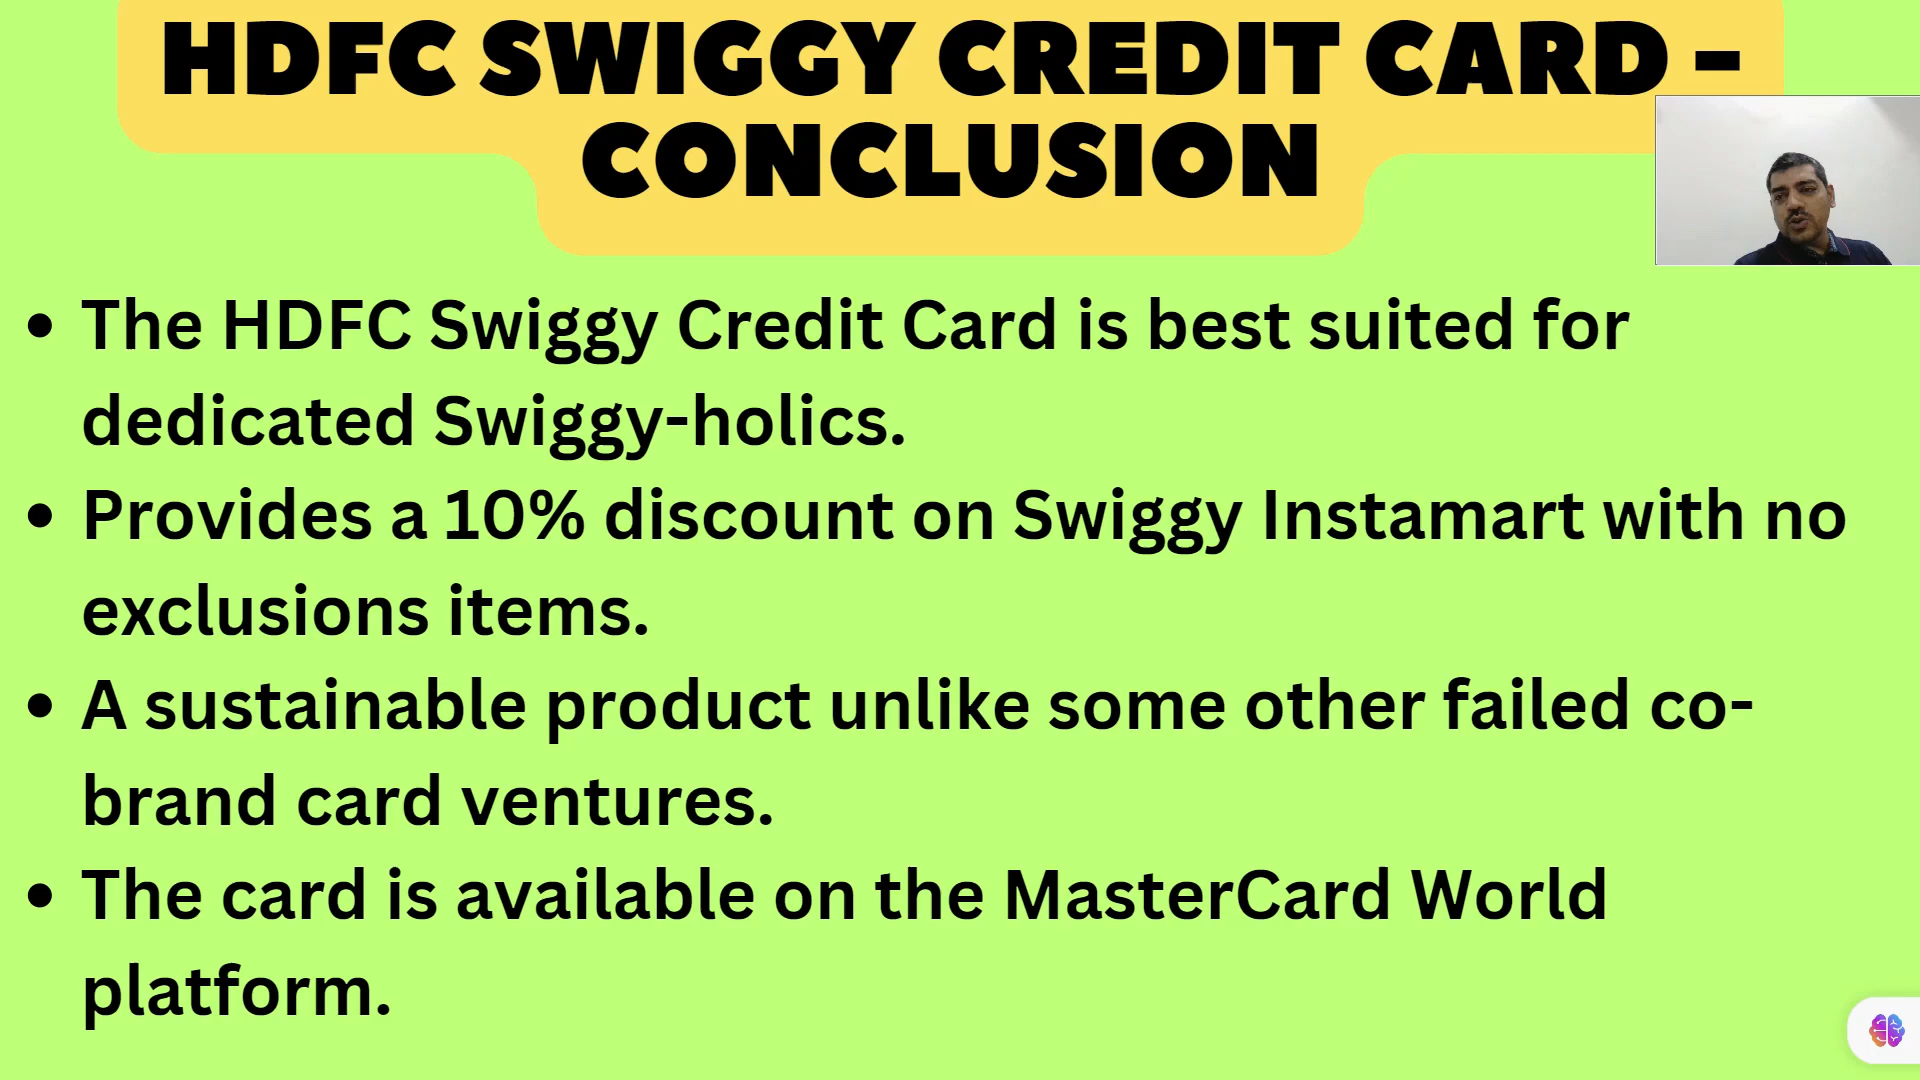 HDFC SWIGGY CREDIT CARD -
CONCLUSION
• The HDFC Swiggy Credit Card is best suited for
dedicated Swiggy-holics.
• Provides a 10% discount on Swiggy Instamart with no
exclusions items.
• A sustainable product unlike some other failed co-
brand card ventures.
• The card is available on the MasterCard World
platform.